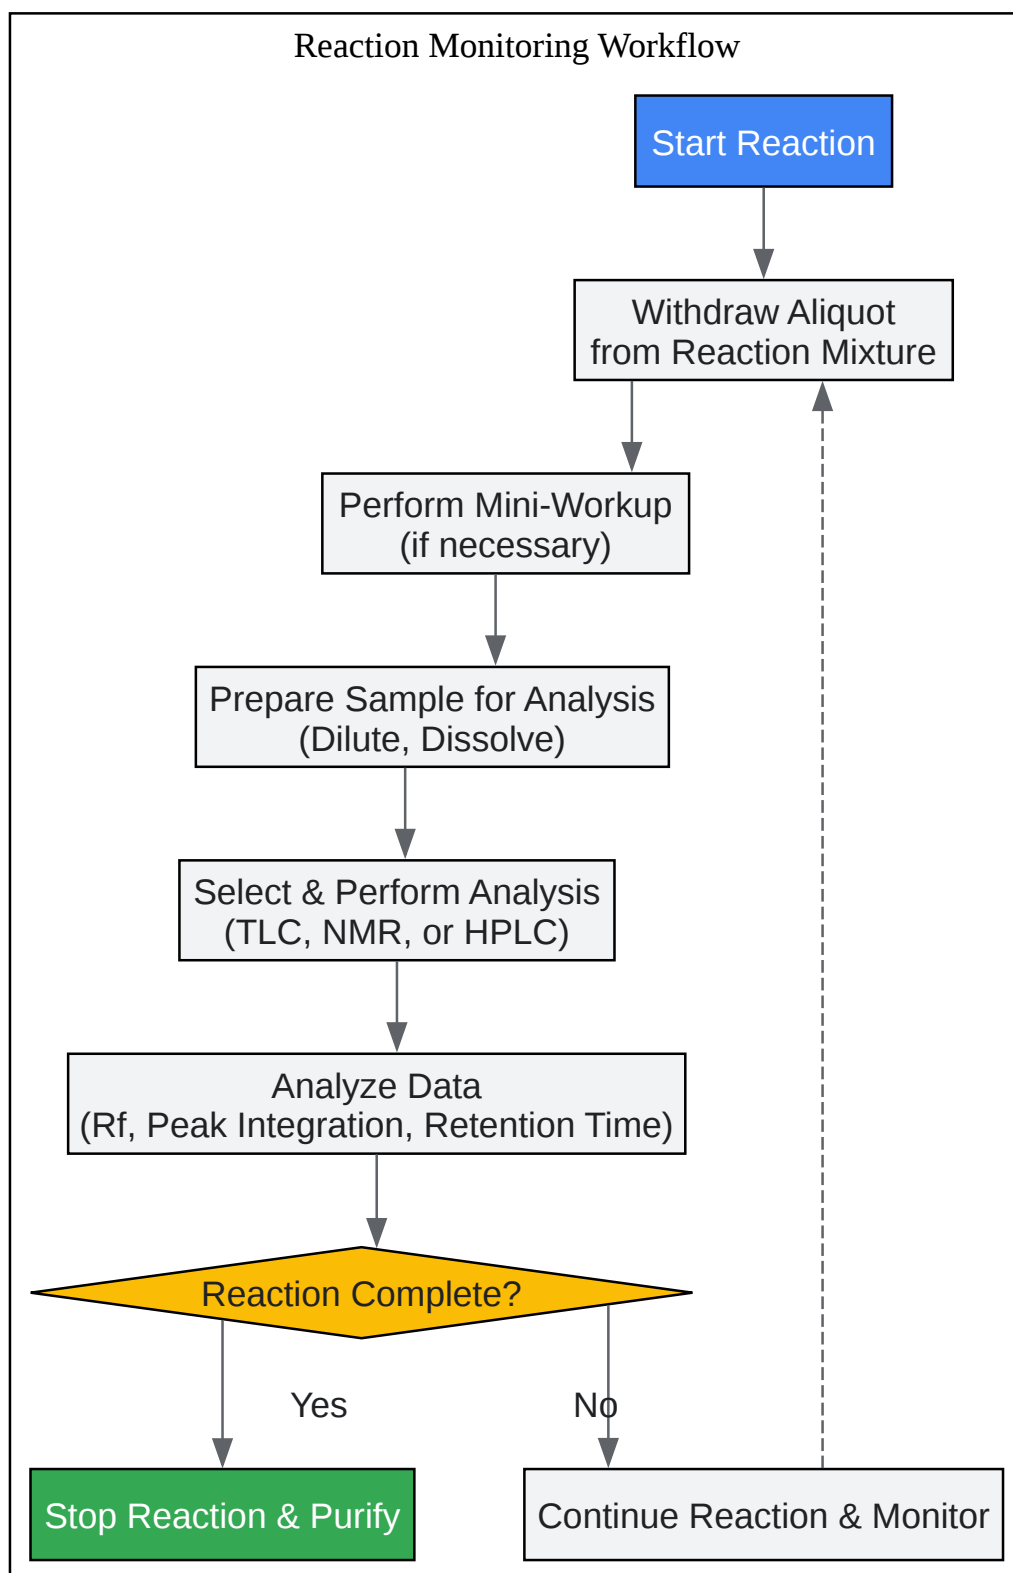 Reaction Monitoring Workflow
Start Reaction
Withdraw Aliquot
from Reaction Mixture
Perform Mini-Workup
(if necessary)
Prepare Sample for Analysis
(Dilute, Dissolve)
Select & Perform Analysis
(TLC, NMR, or HPLC)
Analyze Data
(Rf, Peak Integration, Retention Time)
Reaction Complete?
Yes
No
Stop Reaction & Purify
Continue Reaction & Monitor